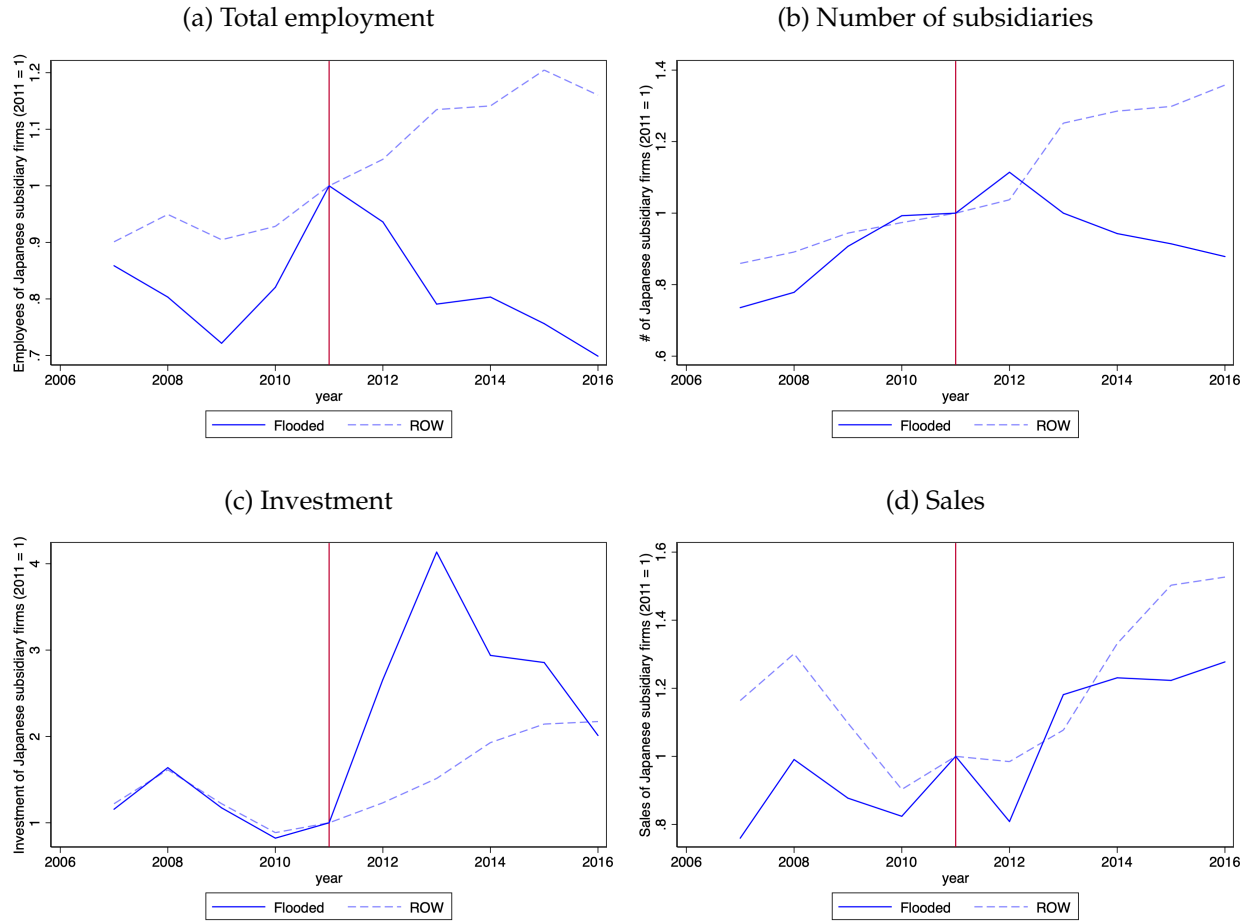 (a) Total employment
Employees of Japanese subsidiary firms (2011 = 1)
1.2
1.1
1
.9
.8
.7
2006 2008 2010 2012 2014 2016
year
Flooded ROW
(b) Number of subsidiaries
# of Japanese subsidiary firms (2011 = 1)
1.4
1.2
1
.8
.6
2006 2008 2010 2012 2014 2016
year
Flooded ROW
(c) Investment
Investment of Japanese subsidiary firms (2011 = 1)
4
3
2
1
2006 2008 2010 2012 2014 2016
year
Flooded ROW
(d) Sales
Sales of Japanese subsidiary firms (2011 = 1)
1.6
1.4
1.2
1
.8
2006 2008 2010 2012 2014 2016
year
Flooded ROW